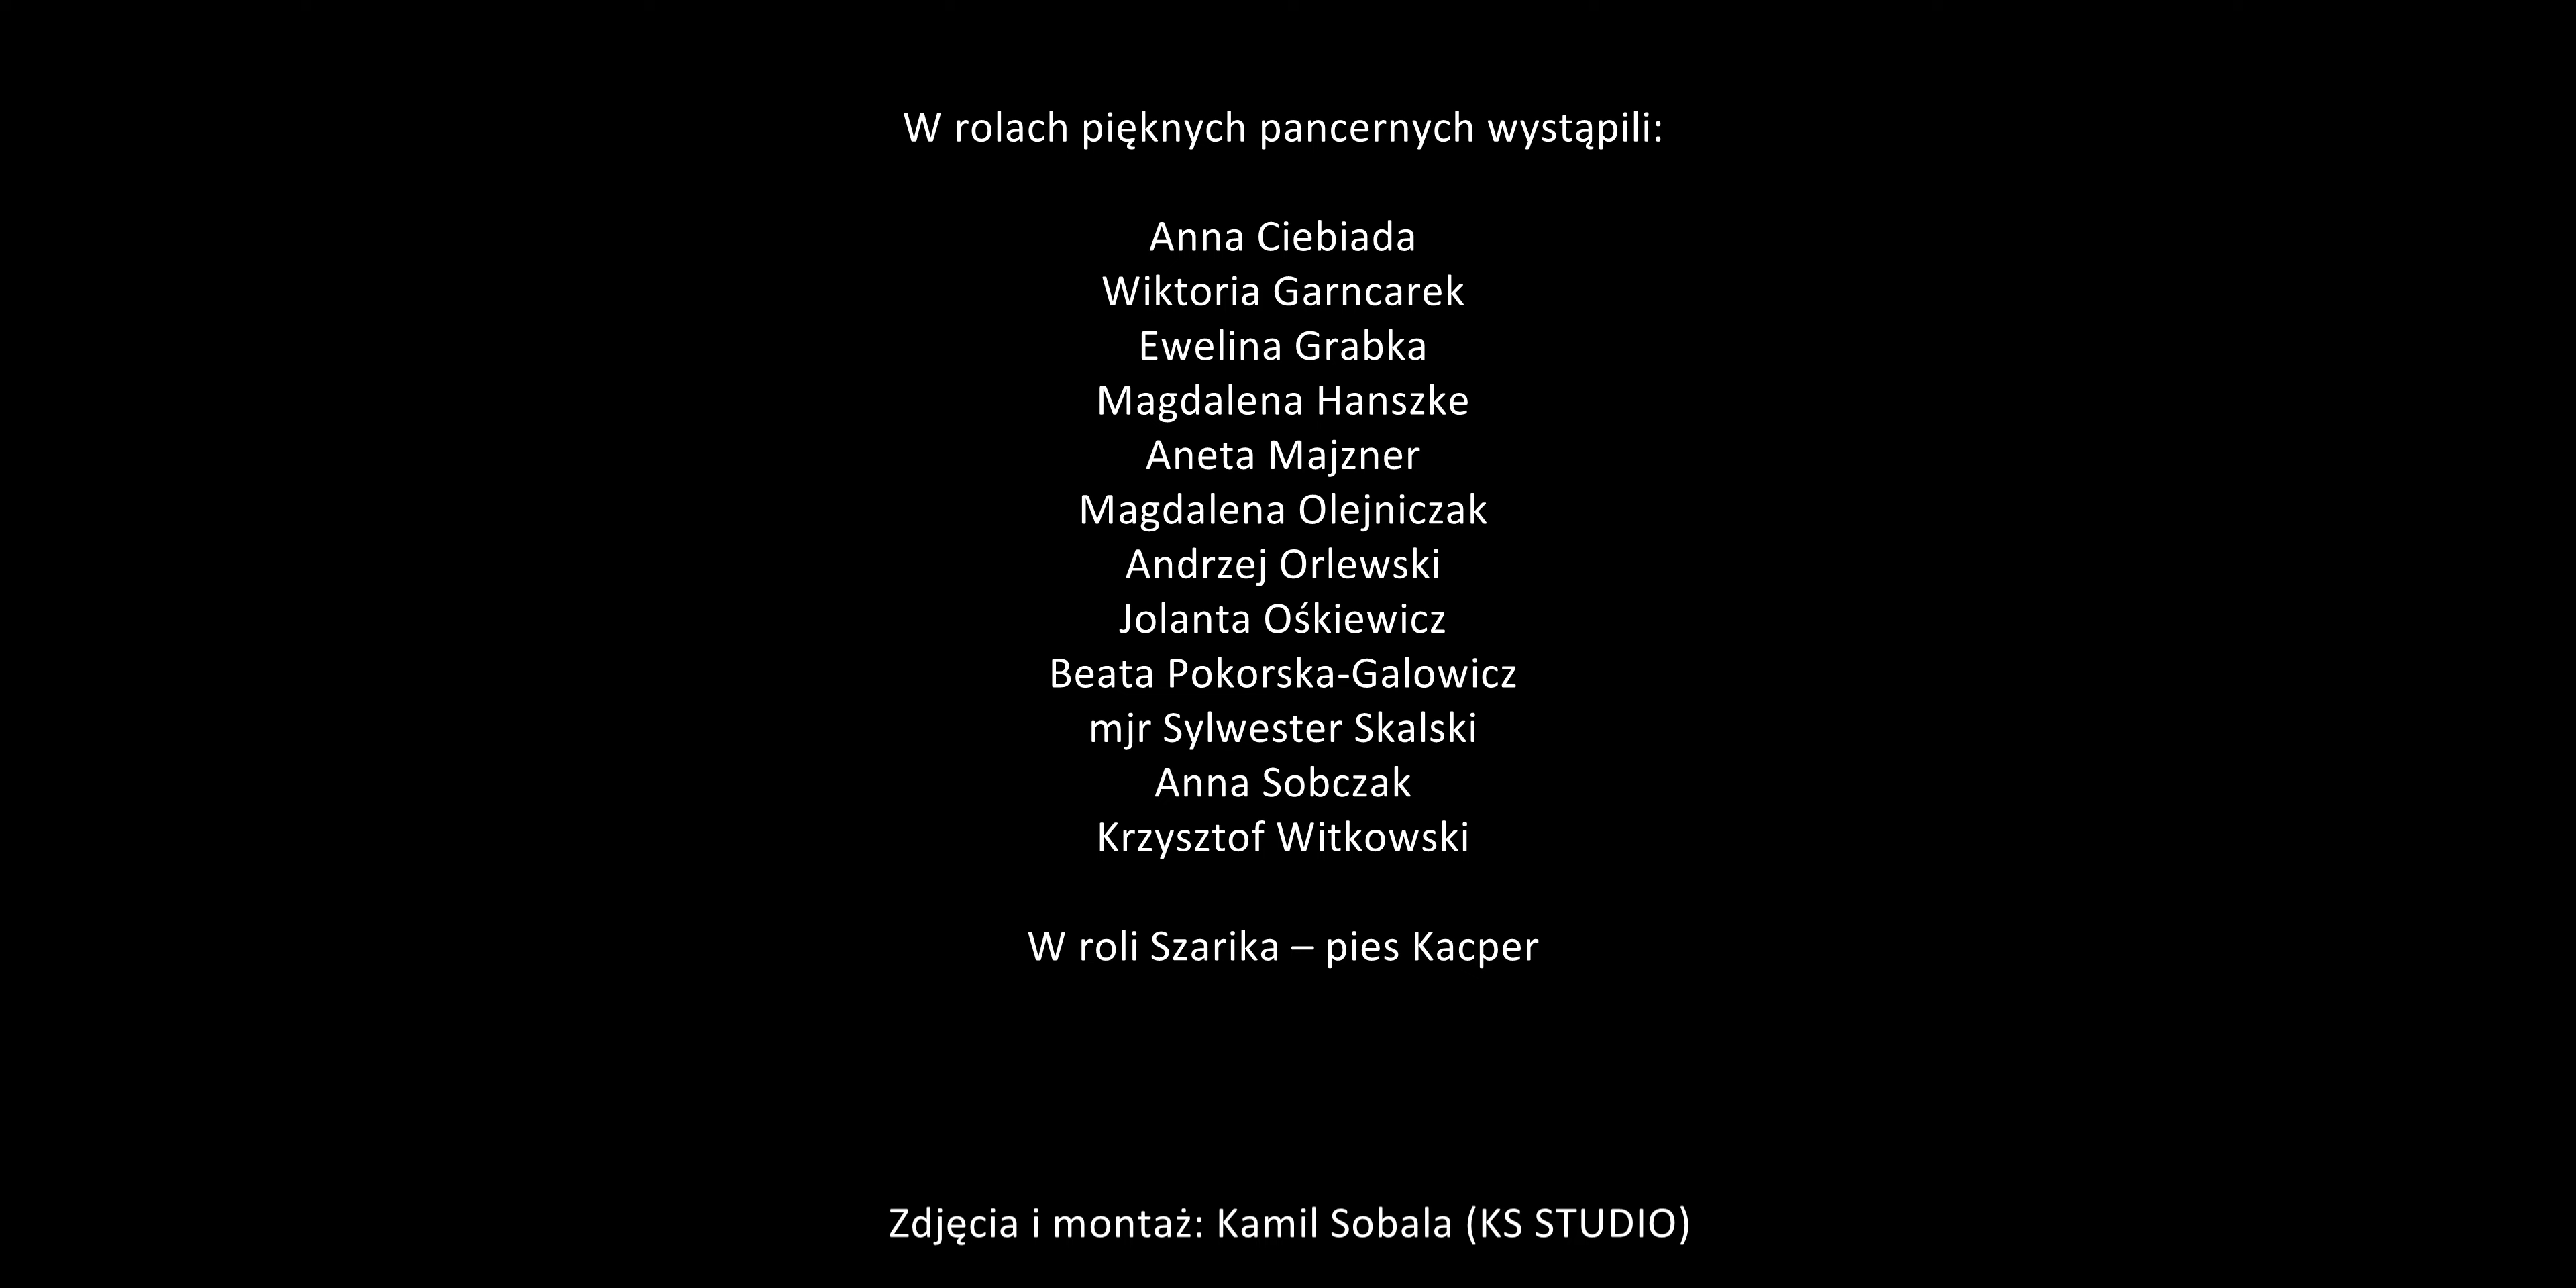 W rolach pięknych pancernych wystąpili:
Anna Ciebiada
Wiktoria Garncarek
Ewelina Grabka
Magdalena Hanszke
Aneta Majzner
Magdalena Olejniczak
Andrzej Orlewski
Jolanta Ośkiewicz
Beata Pokorska-Galowicz
mjr Sylwester Skalski
Anna Sobczak
Krzysztof Witkowski
W roli Szarika – pies Kacper
Zdjęcia i montaż: Kamil Sobala (KS STUDIO)